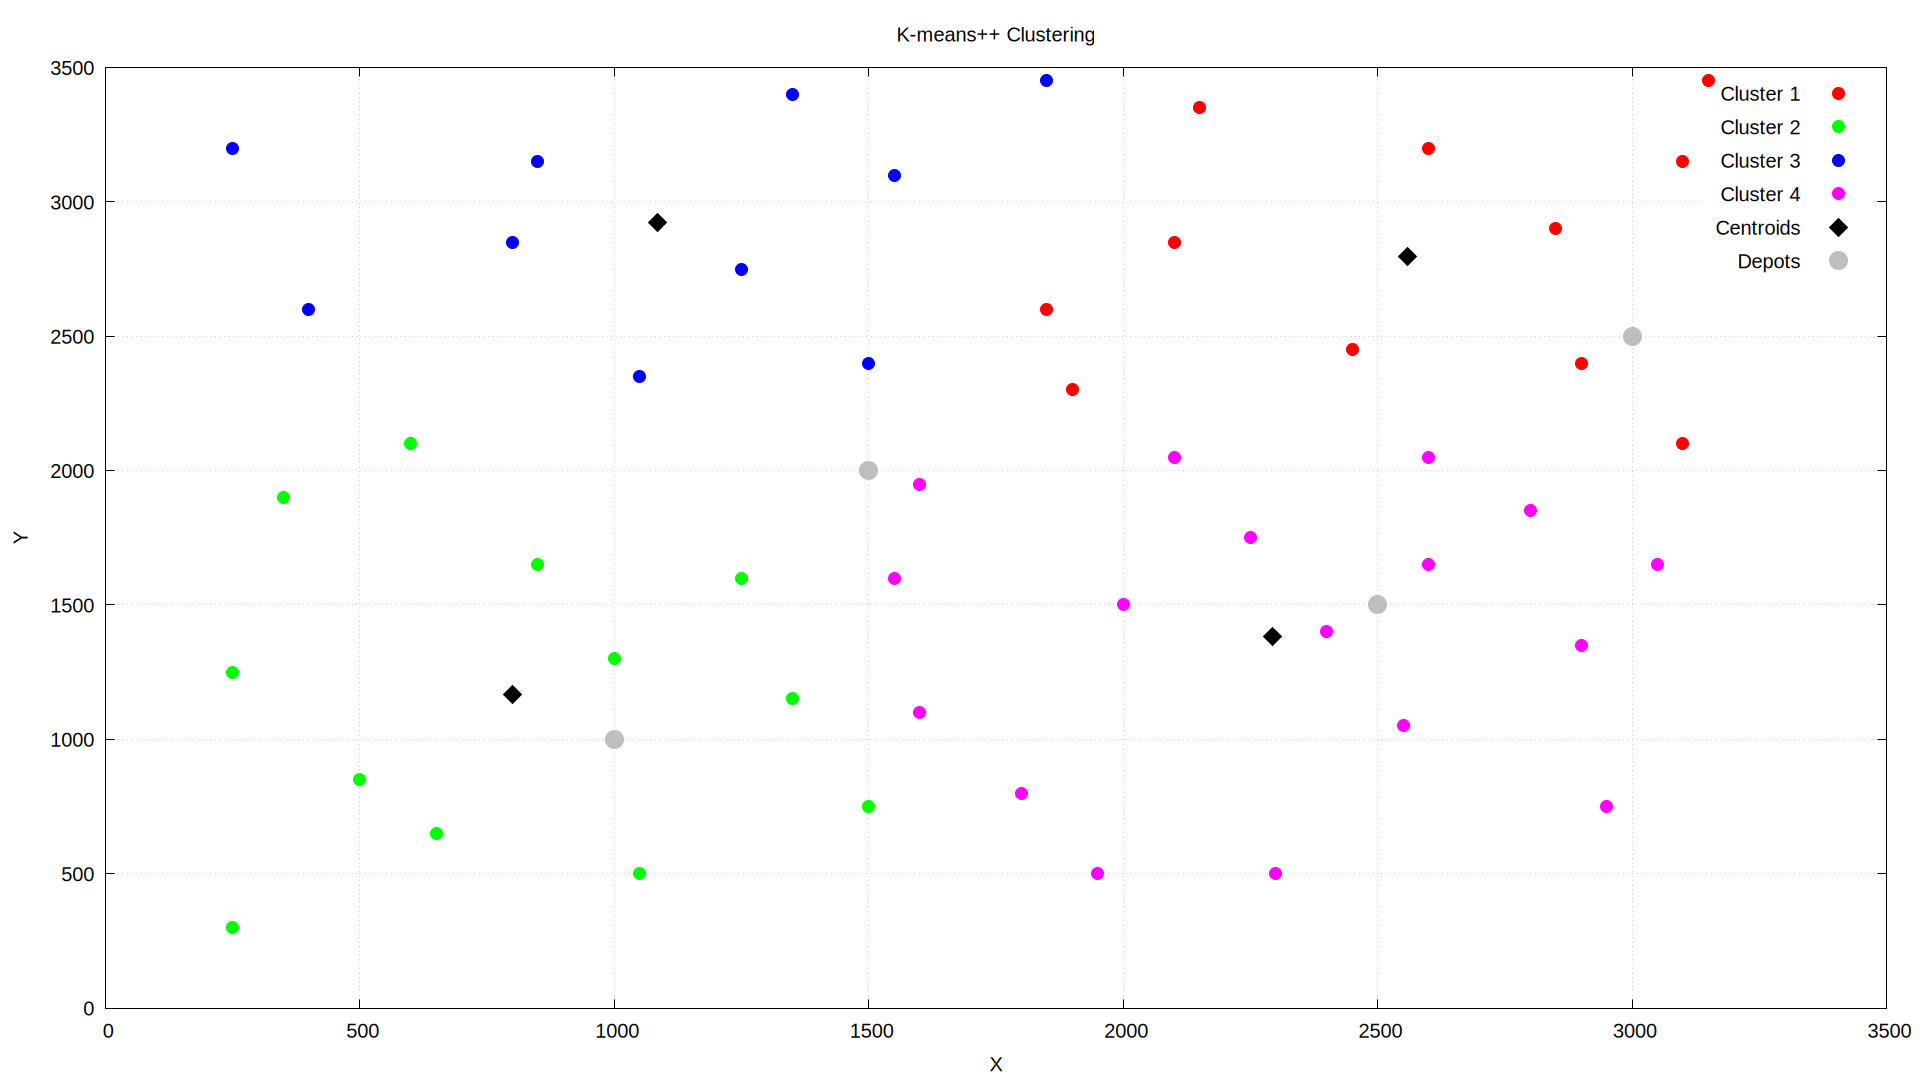 K-means++ Clustering
3500
3000
2500
2000
1500
1000
500
0
Y
Cluster 1
Cluster 2
Cluster 3
Cluster 4
Centroids
Depots
0 500 1000 1500 2000 2500 3000 3500
X